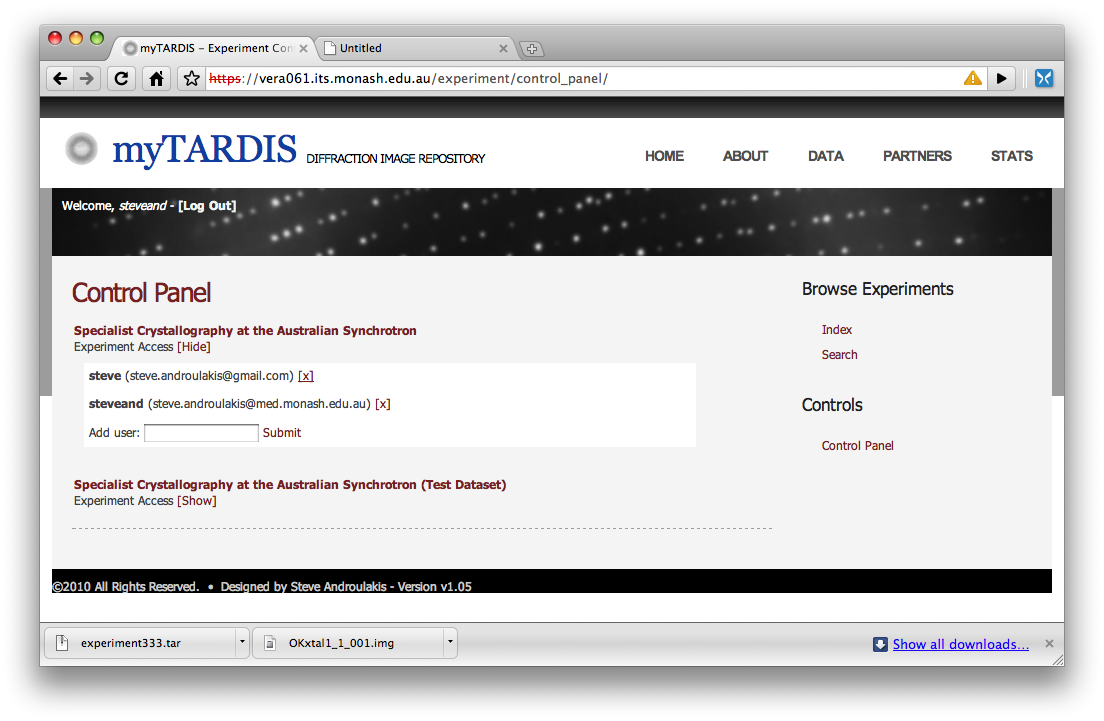 myTARDIS – Experiment Con
Untitled
https://vera061.its.monash.edu.au/experiment/control_panel/
myTARDIS DIFFRACTION IMAGE REPOSITORY
HOME ABOUT DATA PARTNERS STATS
Welcome, steveand - [Log Out]
Control Panel
Specialist Crystallography at the Australian Synchrotron
Experiment Access [Hide]
steve (steve.androulakis@gmail.com) [x]
steveand (steve.androulakis@med.monash.edu.au) [x]
Add user: Submit
Specialist Crystallography at the Australian Synchrotron (Test Dataset)
Experiment Access [Show]
Browse Experiments
Index
Search
Controls
Control Panel
©2010 All Rights Reserved. • Designed by Steve Androulakis - Version v1.05
experiment333.tar
OKxtal1_1_001.img
Show all downloads...